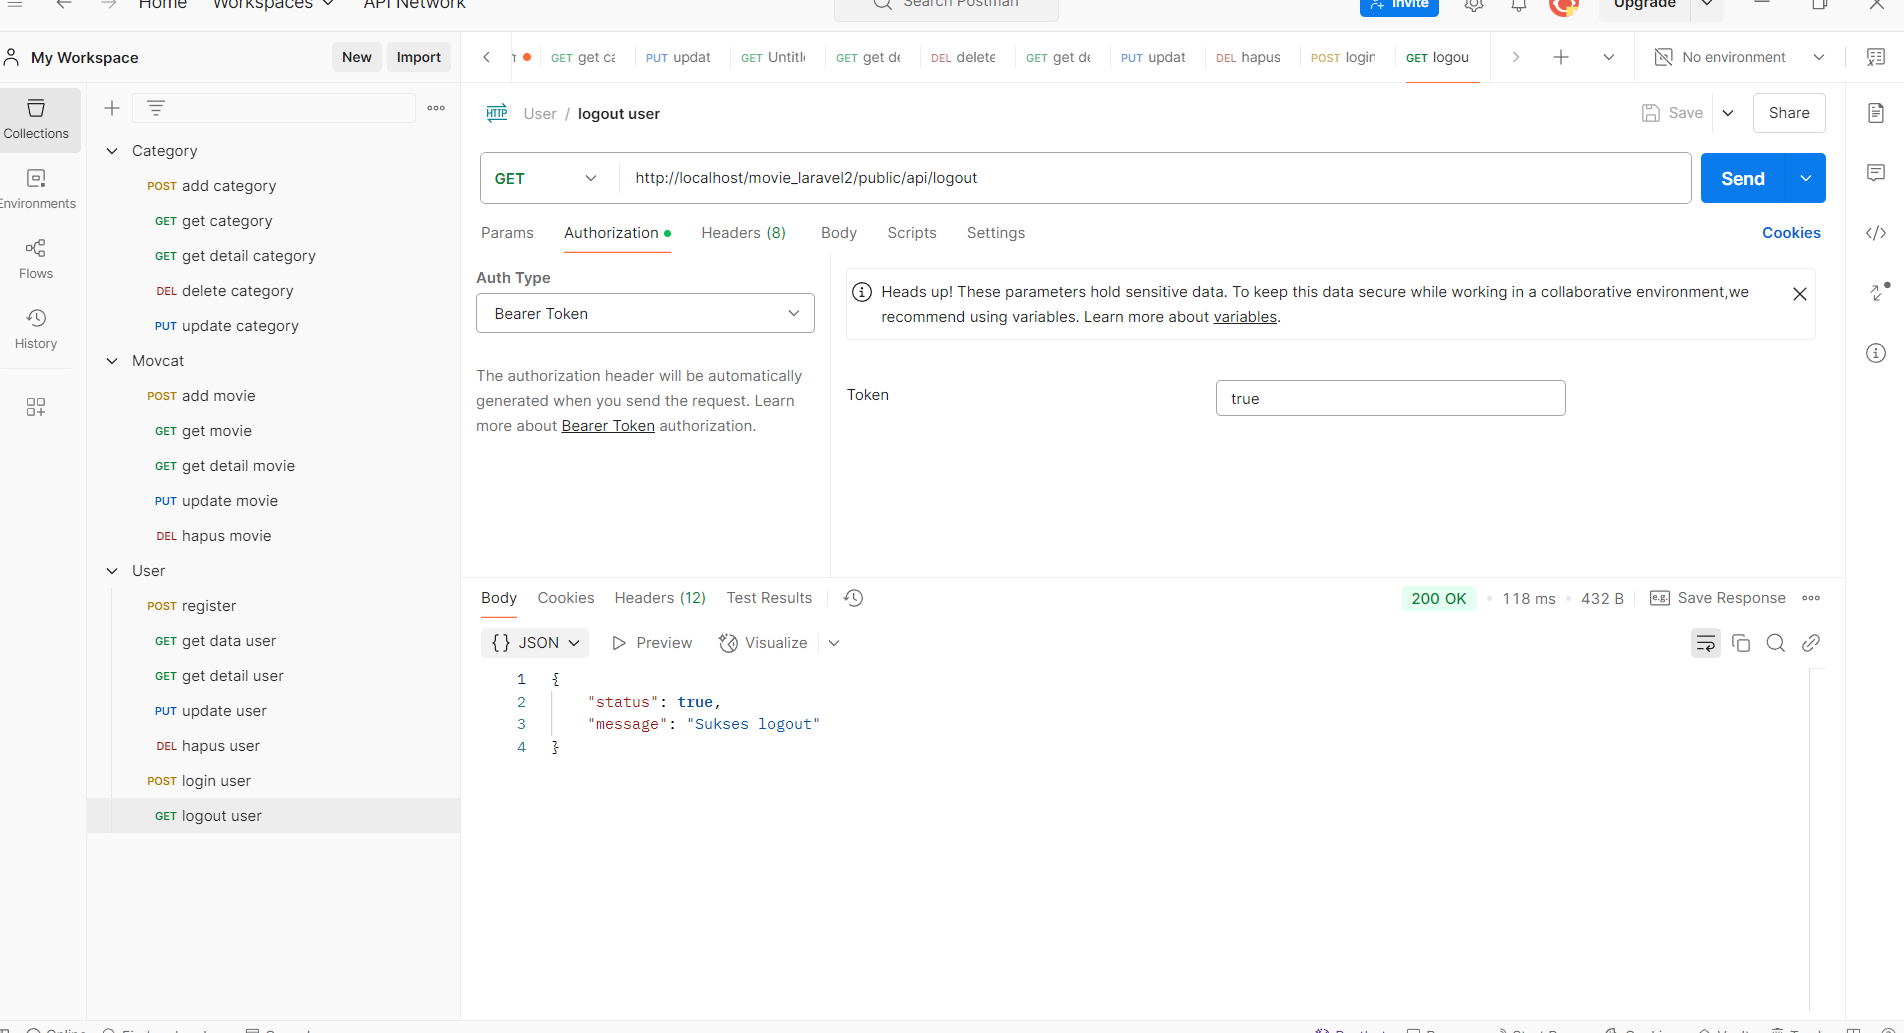 Home Workspaces API Network Search Postman Invite Upgrade
My Workspace New Import
GET get ca PUT updat GET Untitl GET get de DEL delete GET get de PUT updat DEL hapus POST login GET logou No environment
Collections
Environments
Flows
History
Category
POST add category
GET get category
GET get detail category
DEL delete category
PUT update category
Movcat
POST add movie
GET get movie
GET get detail movie
PUT update movie
DEL hapus movie
User
POST register
GET get data user
GET get detail user
PUT update user
DEL hapus user
POST login user
GET logout user
HTTP User / logout user Save Share
GET http://localhost/movie_laravel2/public/api/logout Send
Params Authorization Headers (8) Body Scripts Settings Cookies
Auth Type
Bearer Token
The authorization header will be automatically
generated when you send the request. Learn
more about Bearer Token authorization.
Heads up! These parameters hold sensitive data. To keep this data secure while working in a collaborative environment,we
recommend using variables. Learn more about variables.
Token true
Body Cookies Headers (12) Test Results 200 OK • 118 ms • 432 B e.g. Save Response
{} JSON Preview Visualize
1 {
2 "status": true,
3 "message": "Sukses logout"
4 }